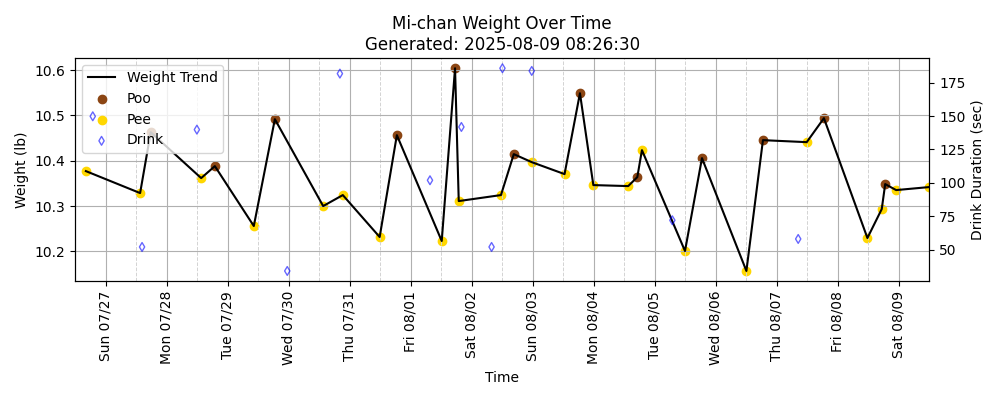 Mi-chan Weight Over Time
Generated: 2025-08-09 08:26:30
Weight Trend
Poo
Pee
Drink
Weight (lb)
10.6
10.5
10.4
10.3
10.2
Drink Duration (sec)
175
150
125
100
75
50
Sun 07/27
Mon 07/28
Tue 07/29
Wed 07/30
Thu 07/31
Fri 08/01
Sat 08/02
Sun 08/03
Mon 08/04
Tue 08/05
Wed 08/06
Thu 08/07
Fri 08/08
Sat 08/09
Time